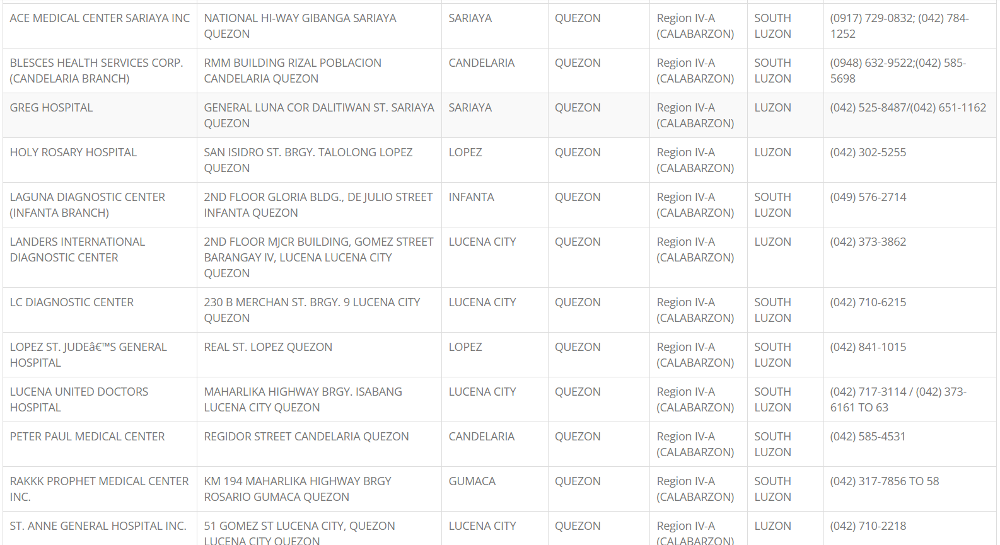 ACE MEDICAL CENTER SARIAYA INC NATIONAL HI-WAY GIBANGA SARIAYA SARIAYA QUEZON Region IV-A SOUTH (0917) 729-0832; (042) 784-
QUEZON (CALABARZON) LUZON 1252
BLESCES HEALTH SERVICES CORP. RMM BUILDING RIZAL POBLACION CANDELARIA QUEZON Region IV-A SOUTH (0948) 632-9522;(042) 585-
(CANDELARIA BRANCH) CANDELARIA QUEZON (CALABARZON) LUZON 5698
GREG HOSPITAL GENERAL LUNA COR DALITIWAN ST. SARIAYA SARIAYA QUEZON Region IV-A LUZON (042) 525-8487/(042) 651-1162
QUEZON (CALABARZON)
HOLY ROSARY HOSPITAL SAN ISIDRO ST. BRGY. TALOLONG LOPEZ LOPEZ QUEZON Region IV-A LUZON (042) 302-5255
QUEZON (CALABARZON)
LAGUNA DIAGNOSTIC CENTER 2ND FLOOR GLORIA BLDG., DE JULIO STREET INFANTA QUEZON Region IV-A SOUTH (049) 576-2714
(INFANTA BRANCH) INFANTA QUEZON (CALABARZON) LUZON
LANDERS INTERNATIONAL 2ND FLOOR MJCR BUILDING, GOMEZ STREET LUCENA CITY QUEZON Region IV-A LUZON (042) 373-3862
DIAGNOSTIC CENTER BARANGAY IV, LUCENA LUCENA CITY (CALABARZON)
QUEZON
LC DIAGNOSTIC CENTER 230 B MERCHAN ST. BRGY. 9 LUCENA CITY LUCENA CITY QUEZON Region IV-A SOUTH (042) 710-6215
QUEZON (CALABARZON) LUZON
LOPEZ ST. JUDEâ€™S GENERAL REAL ST. LOPEZ QUEZON LOPEZ QUEZON Region IV-A SOUTH (042) 841-1015
HOSPITAL (CALABARZON) LUZON
LUCENA UNITED DOCTORS MAHARLIKA HIGHWAY BRGY. ISABANG LUCENA CITY QUEZON Region IV-A SOUTH (042) 717-3114 / (042) 373-
HOSPITAL LUCENA CITY QUEZON (CALABARZON) LUZON 6161 TO 63
PETER PAUL MEDICAL CENTER REGIDOR STREET CANDELARIA QUEZON CANDELARIA QUEZON Region IV-A SOUTH (042) 585-4531
(CALABARZON) LUZON
RAKKK PROPHET MEDICAL CENTER KM 194 MAHARLIKA HIGHWAY BRGY GUMACA QUEZON Region IV-A SOUTH (042) 317-7856 TO 58
INC. ROSARIO GUMACA QUEZON (CALABARZON) LUZON
ST. ANNE GENERAL HOSPITAL INC. 51 GOMEZ ST LUCENA CITY, QUEZON LUCENA CITY QUEZON Region IV-A LUZON (042) 710-2218
LUCENA CITY QUEZON (CALABARZON)